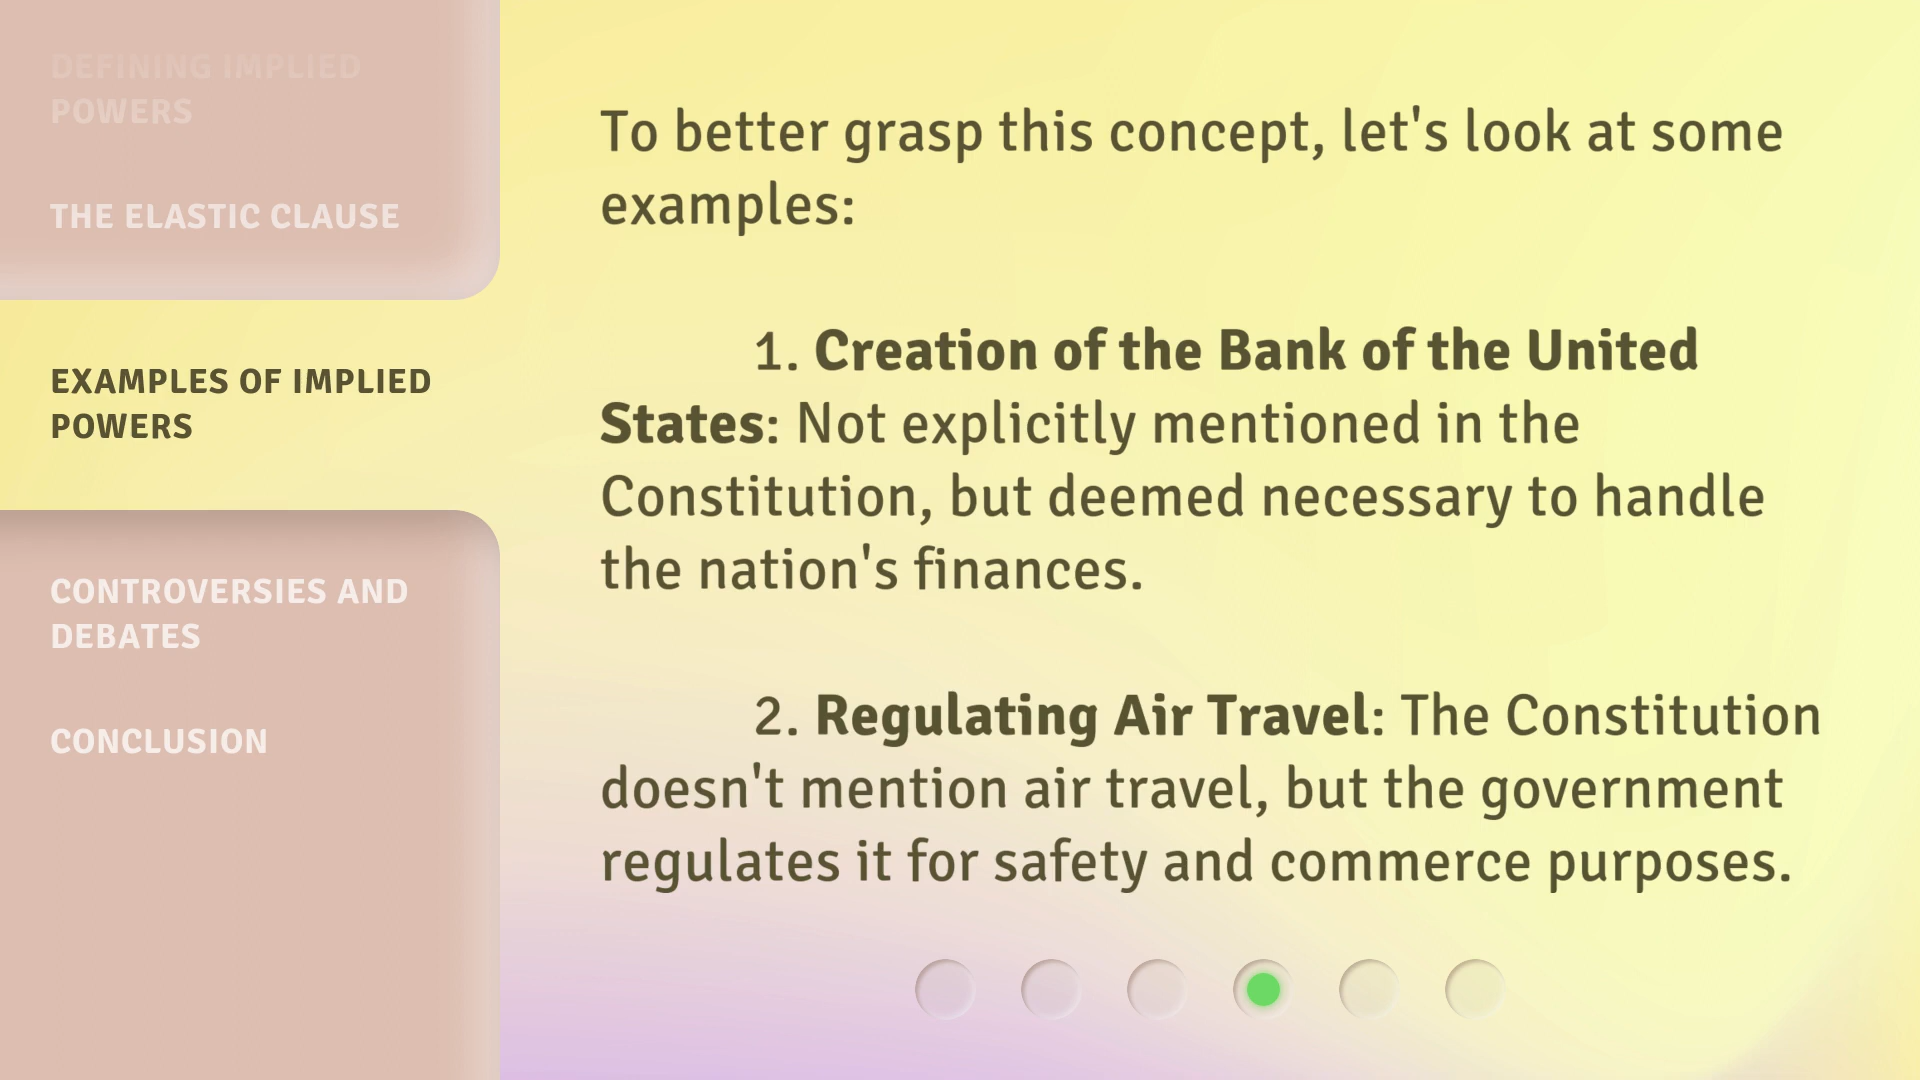 DEFINING IMPLIED
POWERS
THE ELASTIC CLAUSE
EXAMPLES OF IMPLIED
POWERS
CONTROVERSIES AND
DEBATES
CONCLUSION
To better grasp this concept, let's look at some
examples:
1. Creation of the Bank of the United
States: Not explicitly mentioned in the
Constitution, but deemed necessary to handle
the nation's finances.
2. Regulating Air Travel: The Constitution
doesn't mention air travel, but the government
regulates it for safety and commerce purposes.